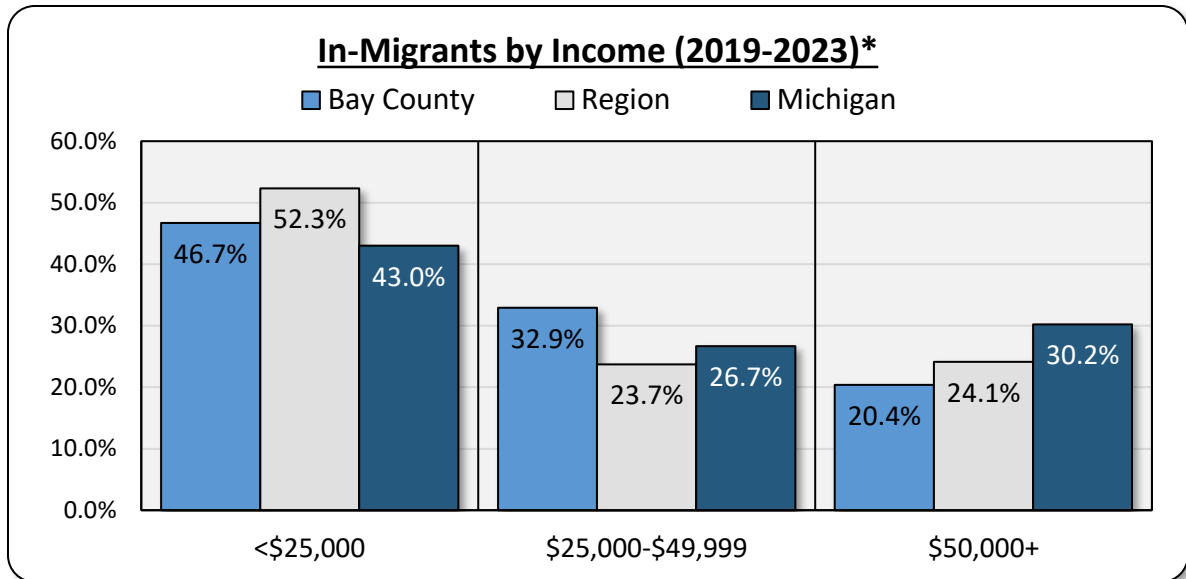 In-Migrants by Income (2019-2023)*
Bay County Region Michigan
60.0%
50.0%
40.0%
30.0%
20.0%
10.0%
0.0%
46.7% 52.3% 43.0%
32.9% 23.7% 26.7%
20.4% 24.1% 30.2%
<$25,000 $25,000-$49,999 $50,000+